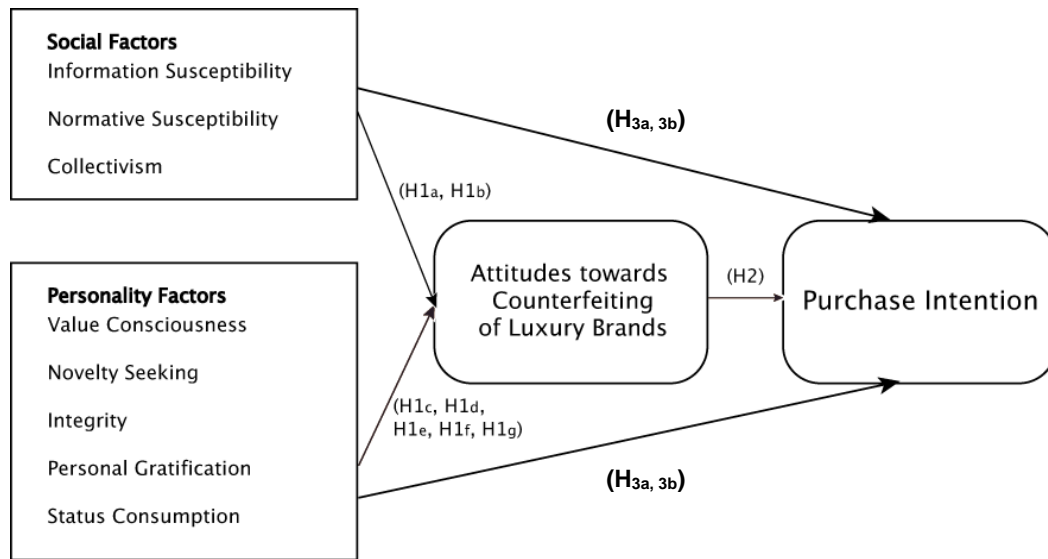 Social Factors
Information Susceptibility
Normative Susceptibility
Collectivism
(H3a, 3b)
(H1a, H1b)
Attitudes towards
Counterfeiting
of Luxury Brands
(H2)
Purchase Intention
Personality Factors
Value Consciousness
Novelty Seeking
Integrity
Personal Gratification
Status Consumption
(H1c, H1d,
H1e, H1f, H1g)
(H3a, 3b)